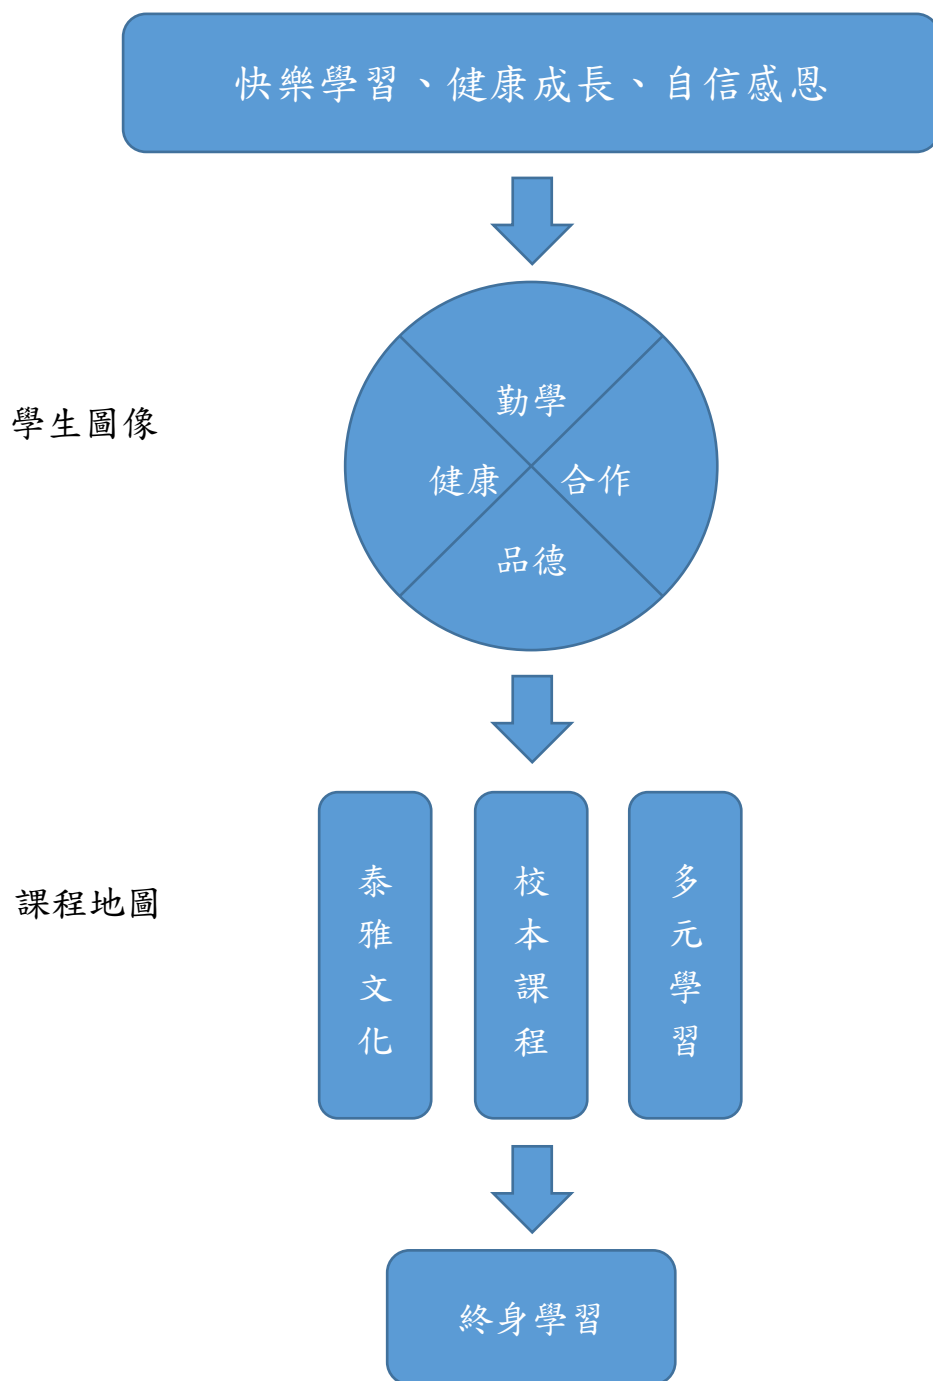 快樂學習、健康成長、自信感恩
學生圖像
勤學
健康
合作
品德
課程地圖
泰雅文化
校本課程
多元學習
終身學習